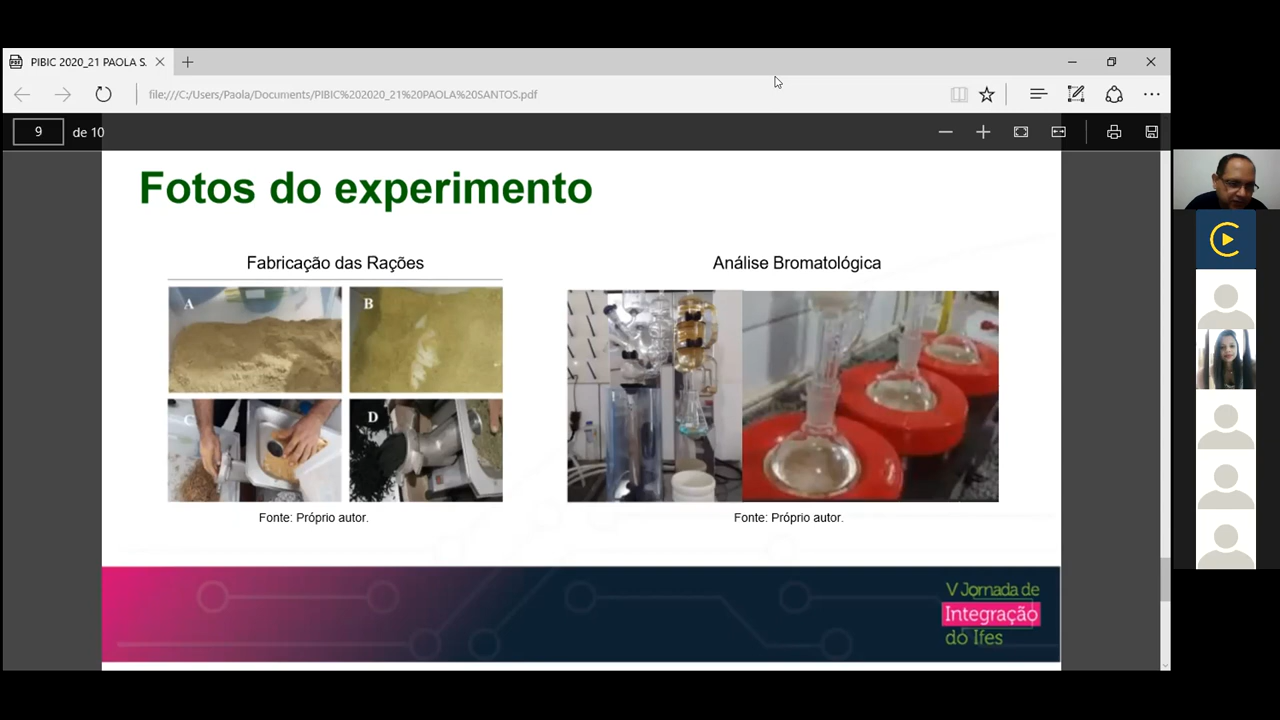 PIBIC 2020_21 PAOLA S.
file:///C:/Users/Paola/Documents/PIBIC%202020_21%20PAOLA%20SANTOS.pdf
9 de 10
Fotos do experimento
Fabricação das Rações
A
B
C
D
Fonte: Próprio autor.
Análise Bromatológica
Fonte: Próprio autor.
V Jornada de
Integração
do Ifes